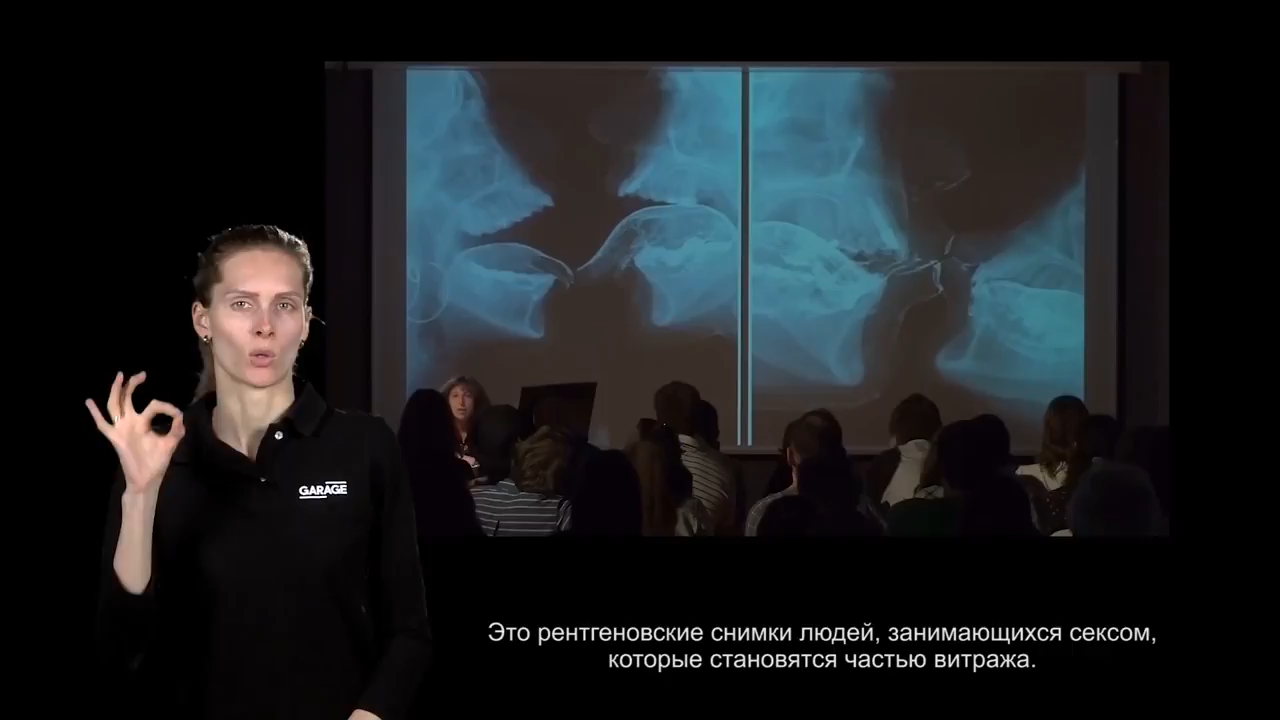 GARAGE
Это рентгеновские снимки людей, занимающихся сексом,
которые становятся частью витража.